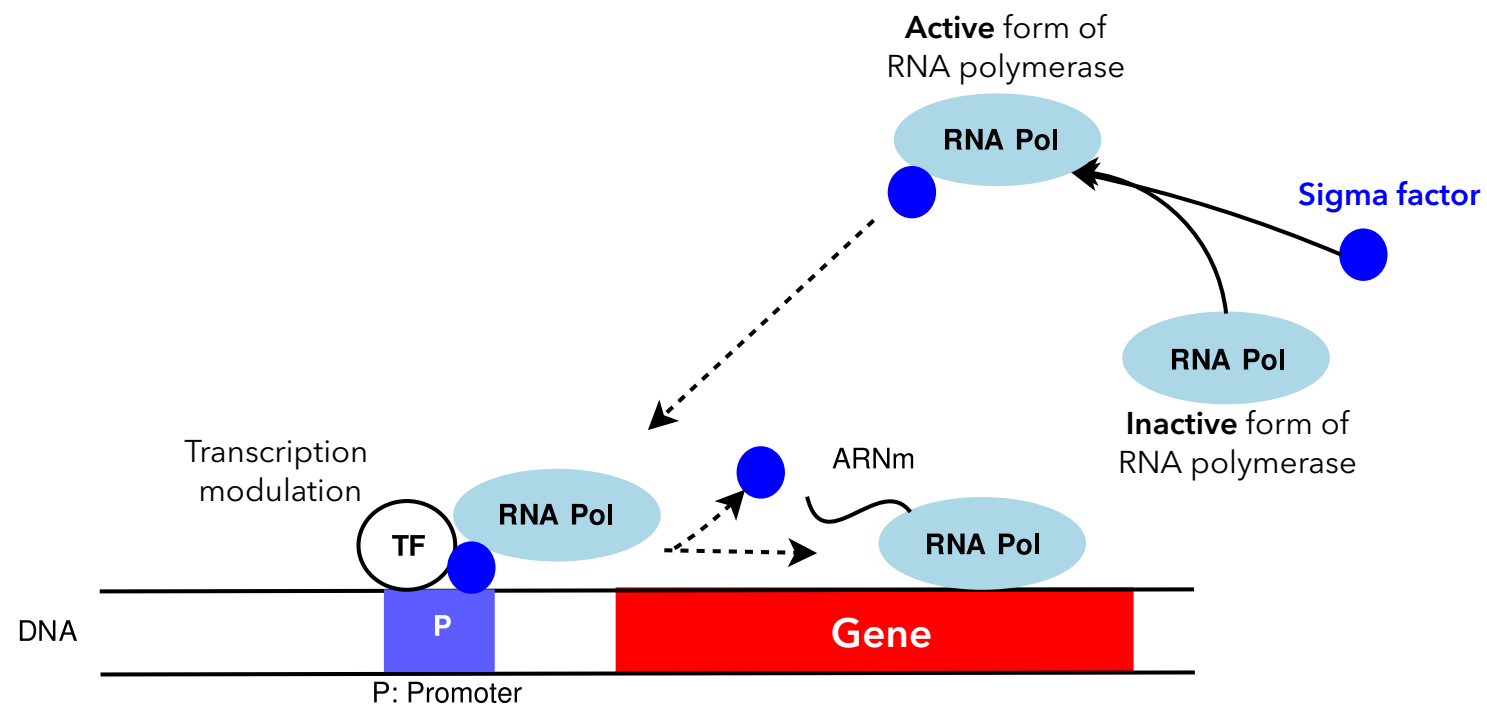 Active form of
RNA polymerase
RNA Pol
Sigma factor
RNA Pol
Inactive form of
RNA polymerase
Transcription
modulation
ARNm
RNA Pol
TF
RNA Pol
P
Gene
DNA
P: Promoter